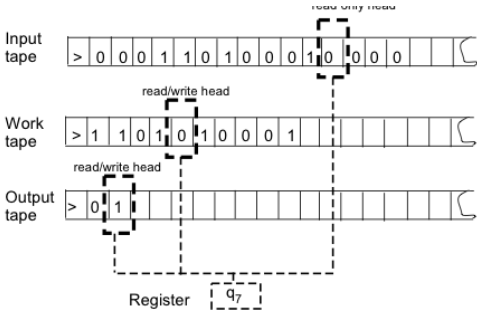 read only head
Input
tape
> 0 0 0 1 1 0 1 0 0 0 1 0 0 0 0
read/write head
Work
tape
> 1 1 0 1 0 1 0 0 0 1
read/write head
Output
tape
> 0 1
Register q7